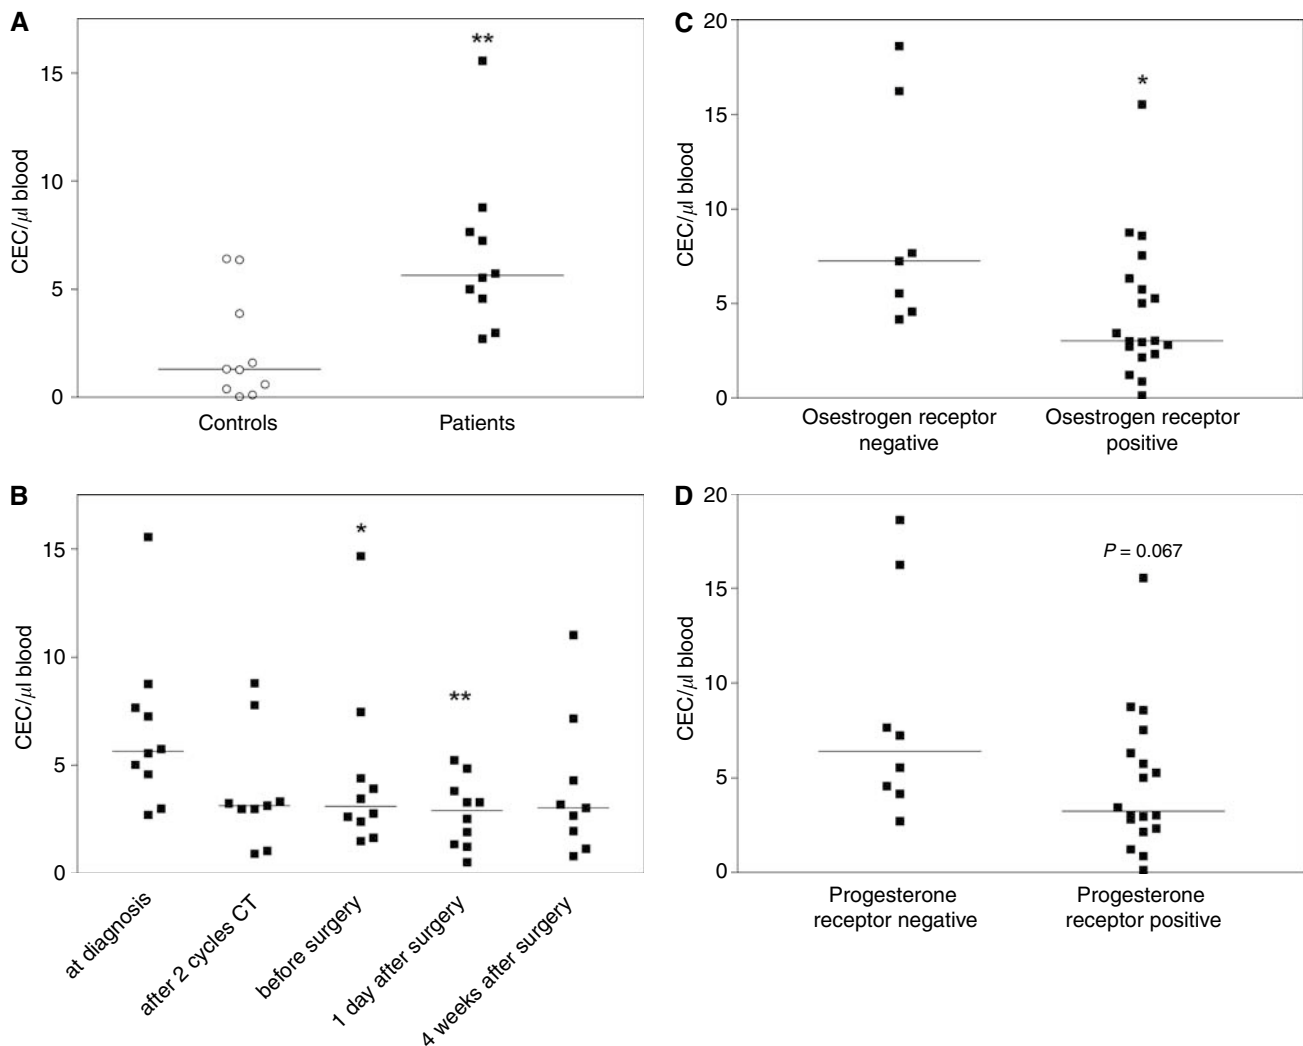 A
**
15
10
5
0
CEC/μl blood
Controls
Patients
B
*
**
15
10
5
0
CEC/μl blood
at diagnosis
after 2 cycles CT
before surgery
1 day after surgery
4 weeks after surgery
C
20
*
15
10
5
0
CEC/μl blood
Osestrogen receptor
negative
Osestrogen receptor
positive
D
20
P = 0.067
15
10
5
0
CEC/μl blood
Progesterone
receptor negative
Progesterone
receptor positive